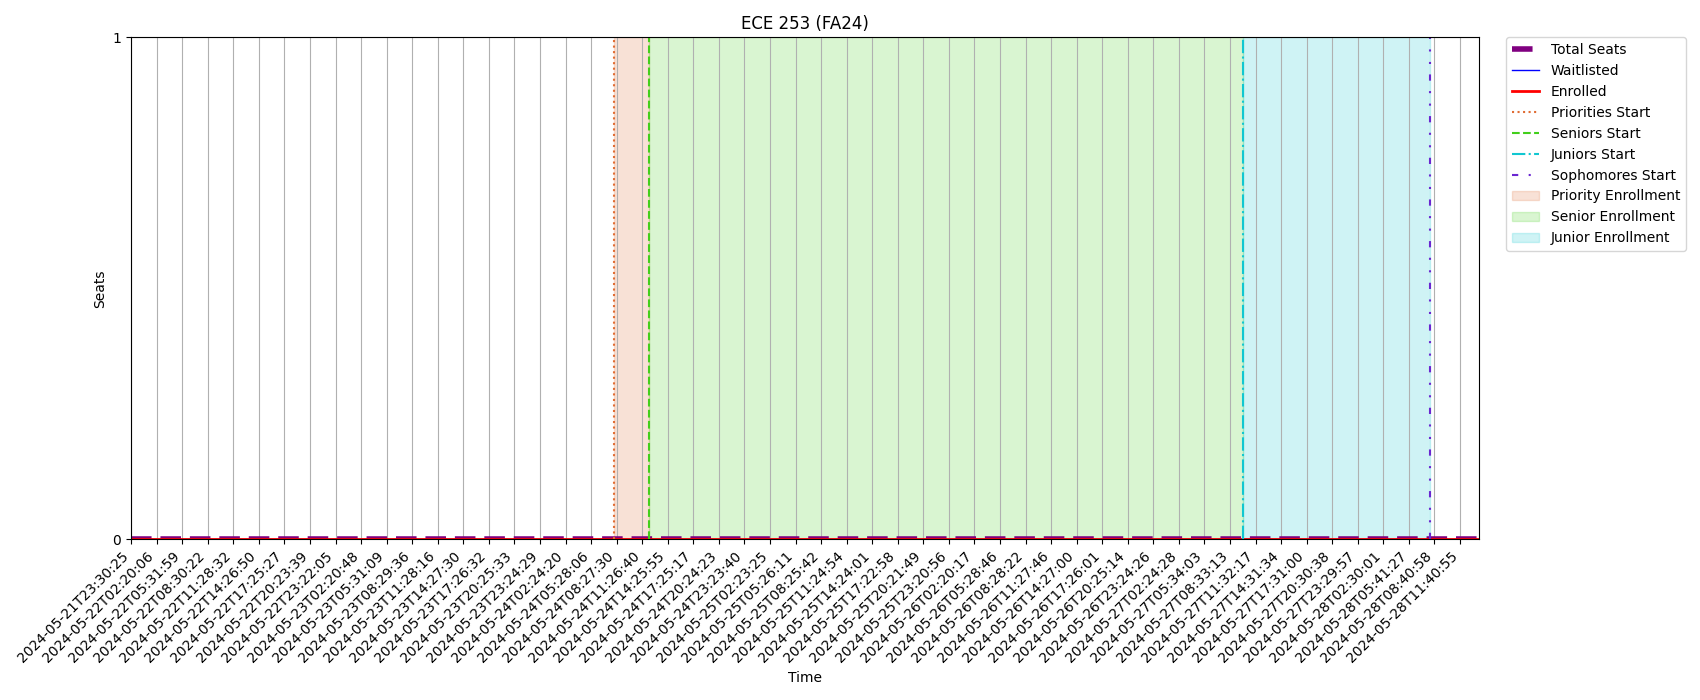 ECE 253 (FA24)
1
0
Seats
Total Seats
Waitlisted
Enrolled
Priorities Start
Seniors Start
Juniors Start
Sophomores Start
Priority Enrollment
Senior Enrollment
Junior Enrollment
2024-05-21T23:30:25
2024-05-22T02:20:06
2024-05-22T05:31:59
2024-05-22T08:30:22
2024-05-22T11:28:32
2024-05-22T14:26:50
2024-05-22T17:25:27
2024-05-22T20:23:39
2024-05-22T23:22:05
2024-05-23T02:20:48
2024-05-23T05:31:09
2024-05-23T08:29:36
2024-05-23T11:28:16
2024-05-23T14:27:30
2024-05-23T17:26:32
2024-05-23T20:25:33
2024-05-23T23:24:29
2024-05-24T02:24:20
2024-05-24T05:28:06
2024-05-24T08:27:30
2024-05-24T11:26:40
2024-05-24T14:25:55
2024-05-24T17:25:17
2024-05-24T20:24:23
2024-05-24T23:23:40
2024-05-25T02:23:25
2024-05-25T05:26:11
2024-05-25T08:25:42
2024-05-25T11:24:54
2024-05-25T14:24:01
2024-05-25T17:22:58
2024-05-25T20:21:49
2024-05-25T23:20:56
2024-05-26T02:20:17
2024-05-26T05:28:46
2024-05-26T08:28:22
2024-05-26T11:27:46
2024-05-26T14:27:00
2024-05-26T17:26:01
2024-05-26T20:25:14
2024-05-26T23:24:26
2024-05-27T02:24:28
2024-05-27T05:34:03
2024-05-27T08:33:13
2024-05-27T11:32:17
2024-05-27T14:31:34
2024-05-27T17:31:00
2024-05-27T20:30:38
2024-05-27T23:29:57
2024-05-28T02:30:01
2024-05-28T05:41:27
2024-05-28T08:40:58
2024-05-28T11:40:55
Time